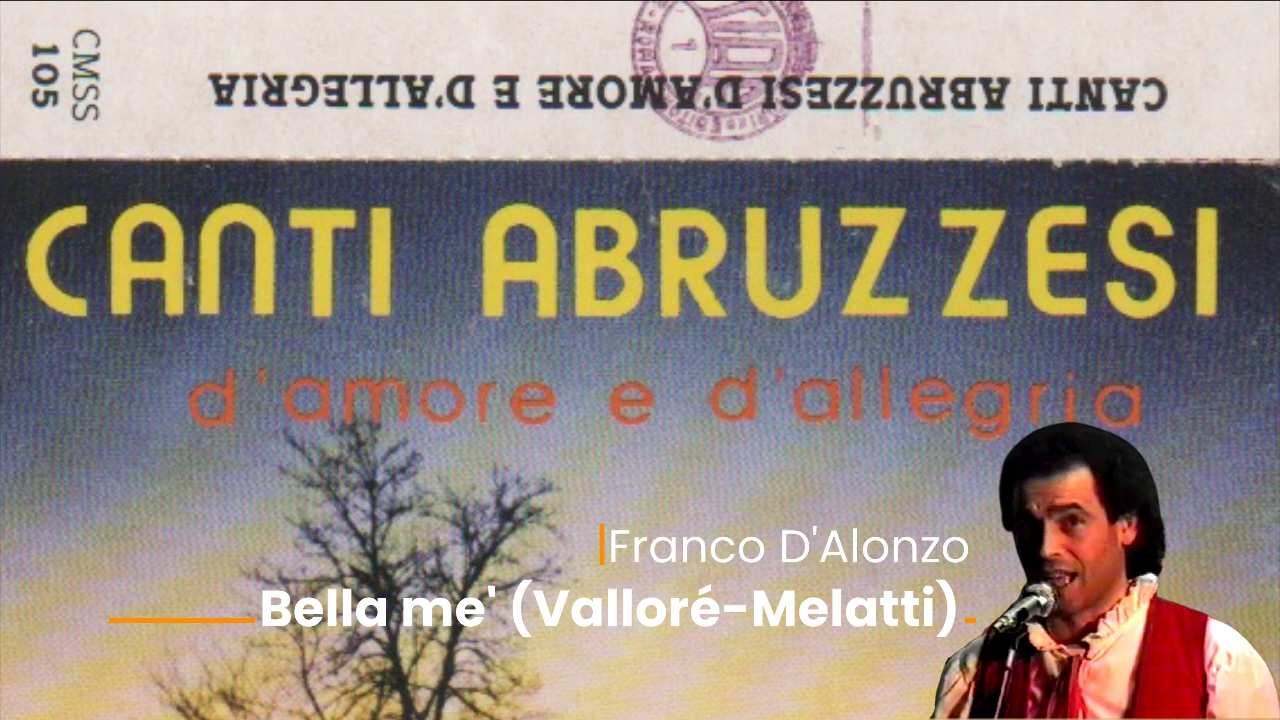 CMSS
105
CANTI ABRUZZESI D'AMORE E D'ALLEGRIA
CANTI ABRUZZESI
d'amore e d'allegria
Franco D'Alonzo
Bella me' (Valloré-Melatti)